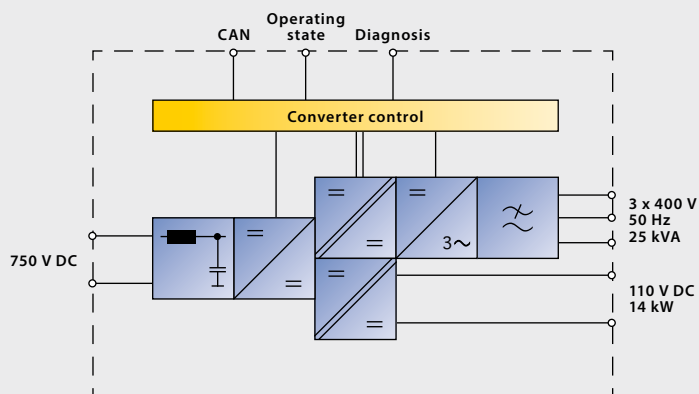 Operating
CAN state Diagnosis
Converter control
3 x 400 V
50 Hz
25 kVA
3~
750 V DC
110 V DC
14 kW